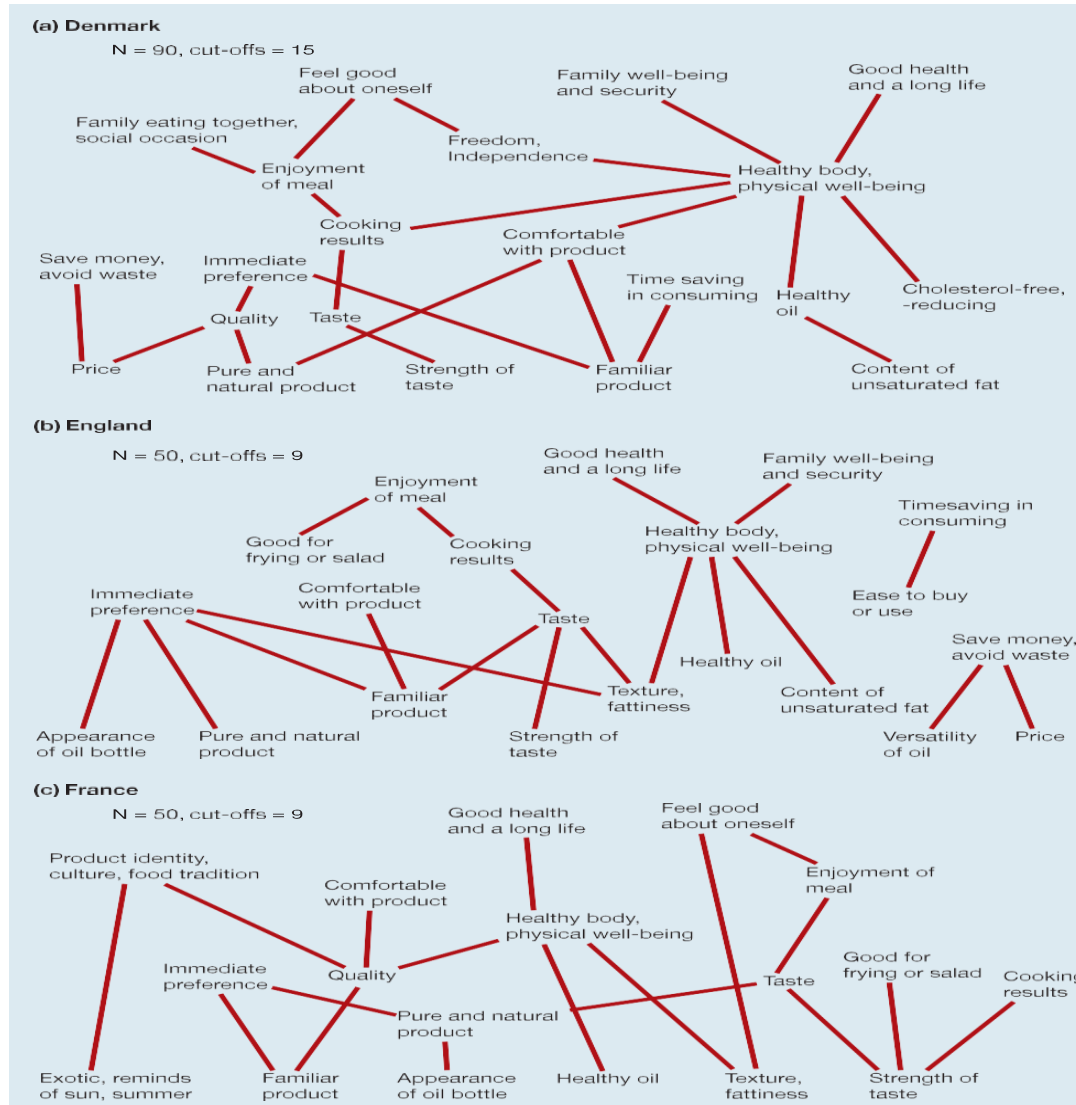 (a) Denmark
N = 90, cut-offs = 15
Feel good
about oneself
Family well-being
and security
Good health
and a long life
Family eating together,
social occasion
Freedom,
Independence
Enjoyment
of meal
Healthy body,
physical well-being
Cooking
results
Comfortable
with product
Save money,
avoid waste
Immediate
preference
Time saving
in consuming
Healthy
oil
Cholesterol-free,
-reducing
Quality
Taste
Price
Pure and
natural product
Strength of
taste
Familiar
product
Content of
unsaturated fat
(b) England
N = 50, cut-offs = 9
Good health
and a long life
Family well-being
and security
Enjoyment
of meal
Timesaving in
consuming
Good for
frying or salad
Cooking
results
Healthy body,
physical well-being
Immediate
preference
Comfortable
with product
Taste
Ease to buy
or use
Healthy oil
Save money,
avoid waste
Familiar
product
Texture,
fattiness
Content of
unsaturated fat
Appearance
of oil bottle
Pure and natural
product
Strength of
taste
Versatility
of oil
Price
(c) France
N = 50, cut-offs = 9
Good health
and a long life
Feel good
about oneself
Product identity,
culture, food tradition
Comfortable
with product
Enjoyment of
meal
Healthy body,
physical well-being
Immediate
preference
Quality
Taste
Good for
frying or salad
Cooking
results
Pure and natural
product
Exotic, reminds
of sun, summer
Familiar
product
Appearance
of oil bottle
Healthy oil
Texture,
fattiness
Strength of
taste